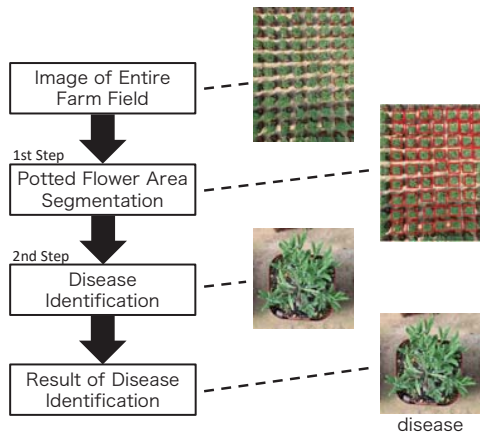 Image of Entire
Farm Field
1st Step
Potted Flower Area
Segmentation
2nd Step
Disease
Identification
Result of Disease
Identification
disease